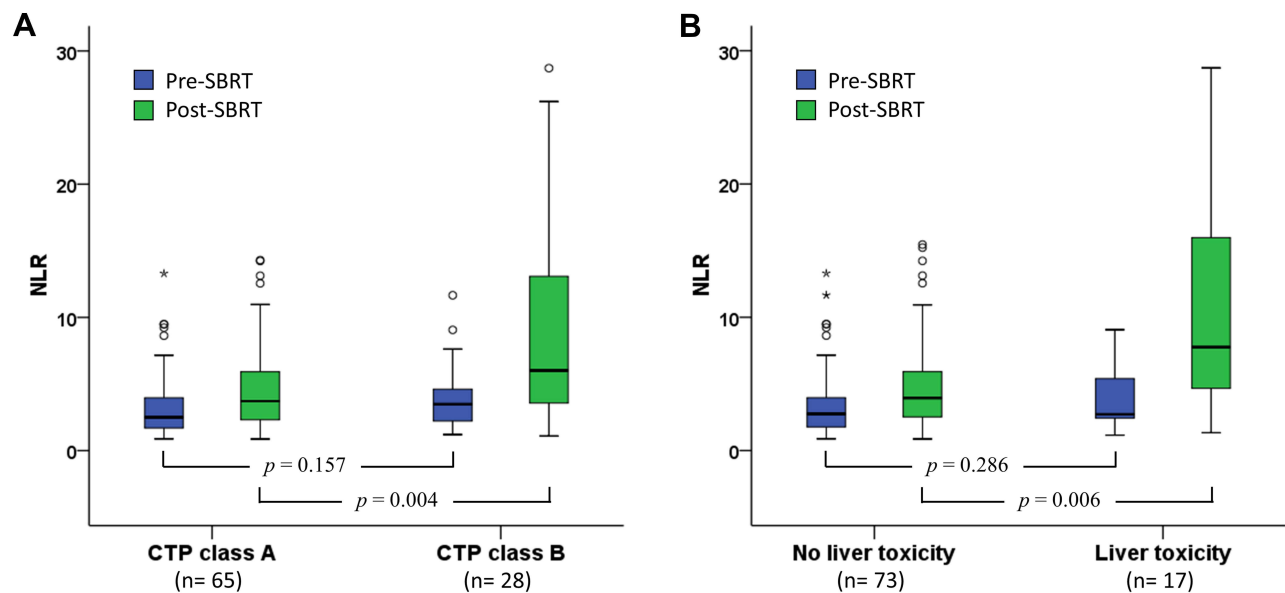 A
30
20
10
0
NLR
Pre-SBRT
Post-SBRT
p = 0.157
p = 0.004
CTP class A
(n= 65)
CTP class B
(n= 28)
B
30
20
10
0
NLR
Pre-SBRT
Post-SBRT
p = 0.286
p = 0.006
No liver toxicity
(n= 73)
Liver toxicity
(n= 17)